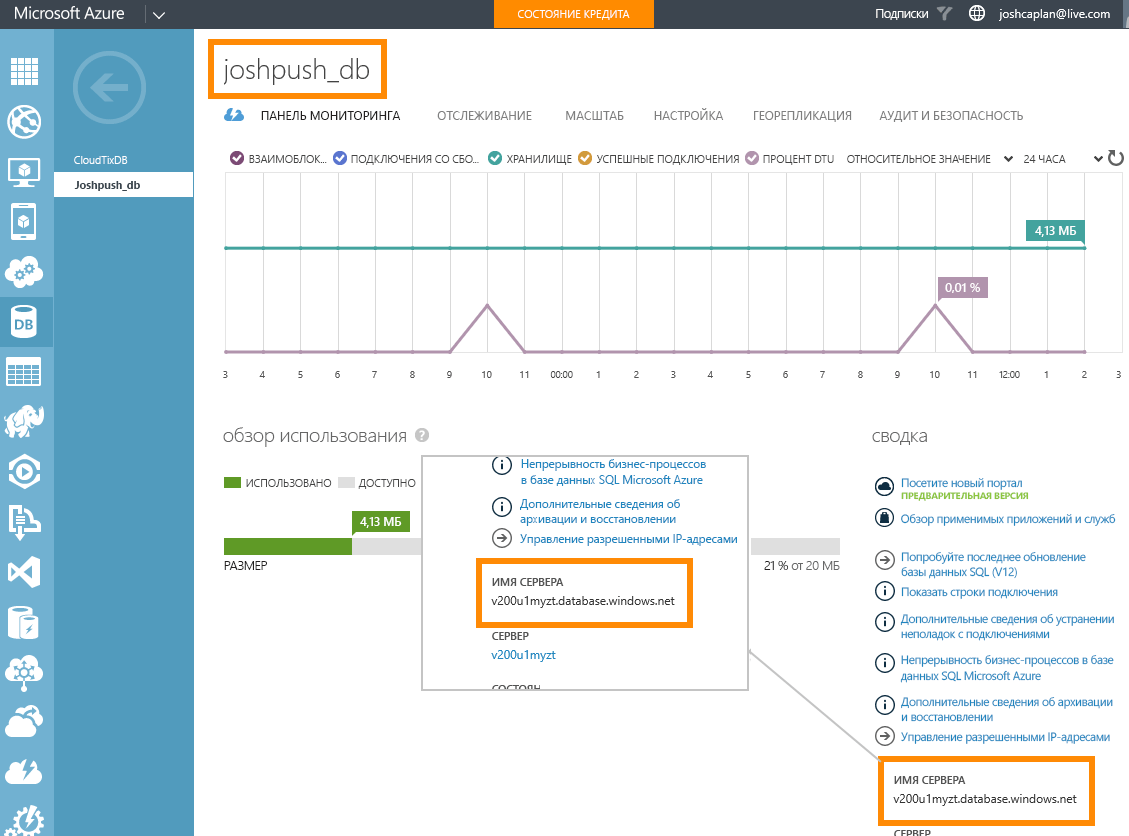 Microsoft Azure
СОСТОЯНИЕ КРЕДИТА
Подписки
joshcaplan@live.com
CloudTixDB
Joshpush_db
joshpush_db
ПАНЕЛЬ МОНИТОРИНГА
ОТСЛЕЖИВАНИЕ
МАСШТАБ
НАСТРОЙКА
ГЕОРЕПЛИКАЦИЯ
АУДИТ И БЕЗОПАСНОСТЬ
ВЗАИМОБЛОК...
ПОДКЛЮЧЕНИЯ СО СБО...
ХРАНИЛИЩЕ
УСПЕШНЫЕ ПОДКЛЮЧЕНИЯ
ПРОЦЕНТ DTU
ОТНОСИТЕЛЬНОЕ ЗНАЧЕНИЕ
24 ЧАСА
4,13 МБ
0,01 %
3 4 5 6 7 8 9 10 11 00:00 1 2 3 4 5 6 7 8 9 10 11 12:00 1 2 3
обзор использования ?
ИСПОЛЬЗОВАНО
ДОСТУПНО
4,13 МБ
РАЗМЕР
21 % от 20 МБ
Непрерывность бизнес-процессов
в базе данных SQL Microsoft Azure
Дополнительные сведения об
архивации и восстановлении
Управление разрешенными IP-адресами
ИМЯ СЕРВЕРА
v200u1myzt.database.windows.net
СЕРВЕР
v200u1myzt
СОСТОЯН
сводка
Посетите новый портал
ПРЕДВАРИТЕЛЬНАЯ ВЕРСИЯ
Обзор применимых приложений и служб
Попробуйте последнее обновление
базы данных SQL (V12)
Показать строки подключения
Дополнительные сведения об устранении
неполадок с подключениями
Непрерывность бизнес-процессов в базе
данных SQL Microsoft Azure
Дополнительные сведения об архивации
и восстановлении
Управление разрешенными IP-адресами
ИМЯ СЕРВЕРА
v200u1myzt.database.windows.net
СЕРВЕР
DB